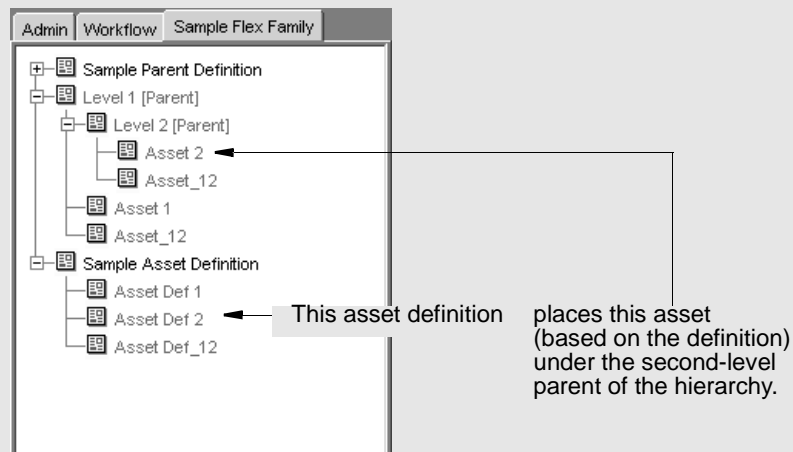 Admin Workflow Sample Flex Family
Sample Parent Definition
Level 1 [Parent]
Level 2 [Parent]
Asset 2
Asset_12
Asset 1
Asset_12
Sample Asset Definition
Asset Def 1
Asset Def 2
Asset Def_12
This asset definition
places this asset
(based on the definition)
under the second-level
parent of the hierarchy.